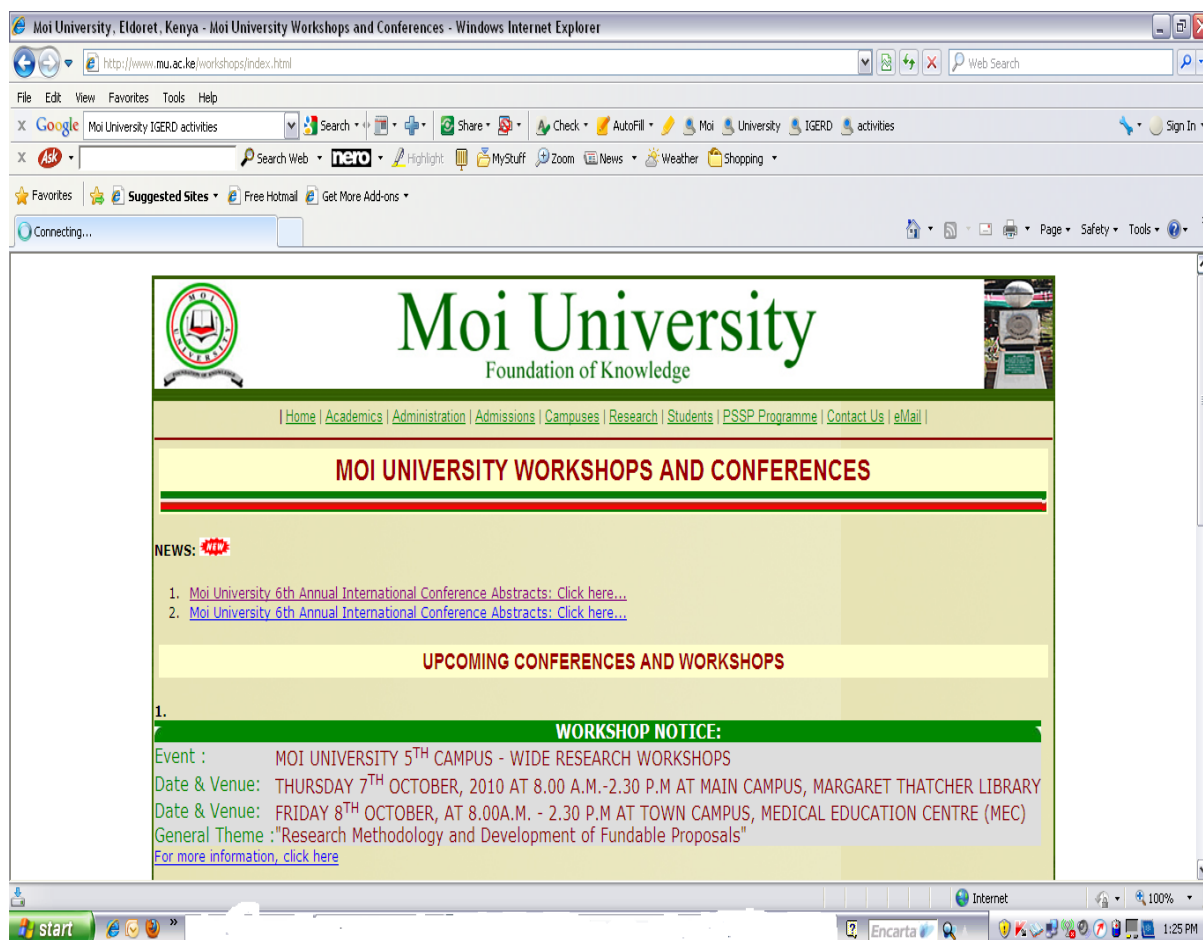 Moi University, Eldoret, Kenya - Moi University Workshops and Conferences - Windows Internet Explorer
http://www.mu.ac.ke/workshops/index.html
Web Search
File Edit View Favorites Tools Help
x Google Moi University IGERD activities Search Share Check AutoFill Moi University IGERD activities Sign In
x Ask Search Web nero Highlight MyStuff Zoom News Weather Shopping
Favorites Suggested Sites Free Hotmail Get More Add-ons
Connecting... Page Safety Tools
MOI UNIVERSITY
FOUNDATION OF KNOWLEDGE
Moi University
Foundation of Knowledge
| Home | Academics | Administration | Admissions | Campuses | Research | Students | PSSP Programme | Contact Us | eMail |
MOI UNIVERSITY WORKSHOPS AND CONFERENCES
NEWS: NEW
1. Moi University 6th Annual International Conference Abstracts: Click here...
2. Moi University 6th Annual International Conference Abstracts: Click here...
UPCOMING CONFERENCES AND WORKSHOPS
1.
WORKSHOP NOTICE:
Event : MOI UNIVERSITY 5TH CAMPUS - WIDE RESEARCH WORKSHOPS
Date & Venue: THURSDAY 7TH OCTOBER, 2010 AT 8.00 A.M.-2.30 P.M AT MAIN CAMPUS, MARGARET THATCHER LIBRARY
Date & Venue: FRIDAY 8TH OCTOBER, AT 8.00A.M. - 2.30 P.M AT TOWN CAMPUS, MEDICAL EDUCATION CENTRE (MEC)
General Theme :"Research Methodology and Development of Fundable Proposals"
For more information, click here
Internet 100%
start » Encarta 1:25 PM